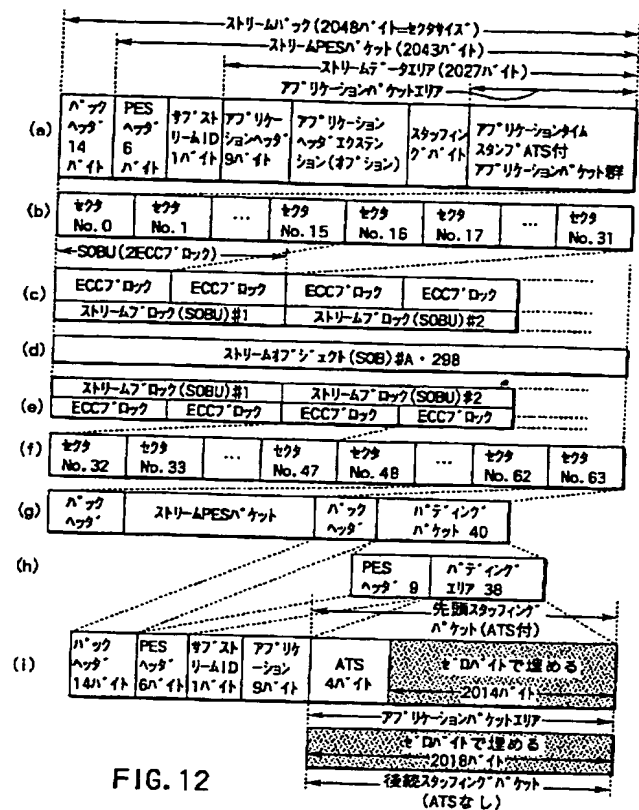 ストリームパック(2048バイト=セクタサイズ)
ストリームPESパケット(2043バイト)
ストリームデータエリア(2027バイト)
アプリケーションパケットエリア
(a)
パック
ヘッダ
14
バイト
PES
ヘッダ
6
バイト
サブスト
リームID
1バイト
アプリケー
ションヘッダ
9バイト
アプリケーション
ヘッダエクステン
ション(オプション)
スタッフィン
グバイト
アプリケーションタイム
スタンプATS付
アプリケーションパケット群
(b)
セクタ
No.0
セクタ
No.1
...
セクタ
No.15
セクタ
No.16
セクタ
No.17
...
セクタ
No.31
SOBU(2ECCブロック)
(c)
ECCブロック
ECCブロック
ECCブロック
ECCブロック
ストリームブロック(SOBU)#1
ストリームブロック(SOBU)#2
(d)
ストリームオブジェクト(SOB)#A・298
(e)
ストリームブロック(SOBU)#1
ストリームブロック(SOBU)#2
ECCブロック
ECCブロック
ECCブロック
ECCブロック
(f)
セクタ
No.32
セクタ
No.33
...
セクタ
No.47
セクタ
No.48
...
セクタ
No.62
セクタ
No.63
(g)
パック
ヘッダ
ストリームPESパケット
パック
ヘッダ
パディング
パケット 40
(h)
PES
ヘッダ 9
パディング
エリア 38
先頭スタッフィング
パケット(ATS付)
(i)
パック
ヘッダ
14バイト
PES
ヘッダ
6バイト
サブスト
リームID
1バイト
アプリケ
ーション
9バイト
ATS
4バイト
ゼロバイトで埋める
2014バイト
アプリケーションパケットエリア
ゼロバイトで埋める
2018バイト
後続スタッフィングパケット
(ATSなし)
FIG. 12